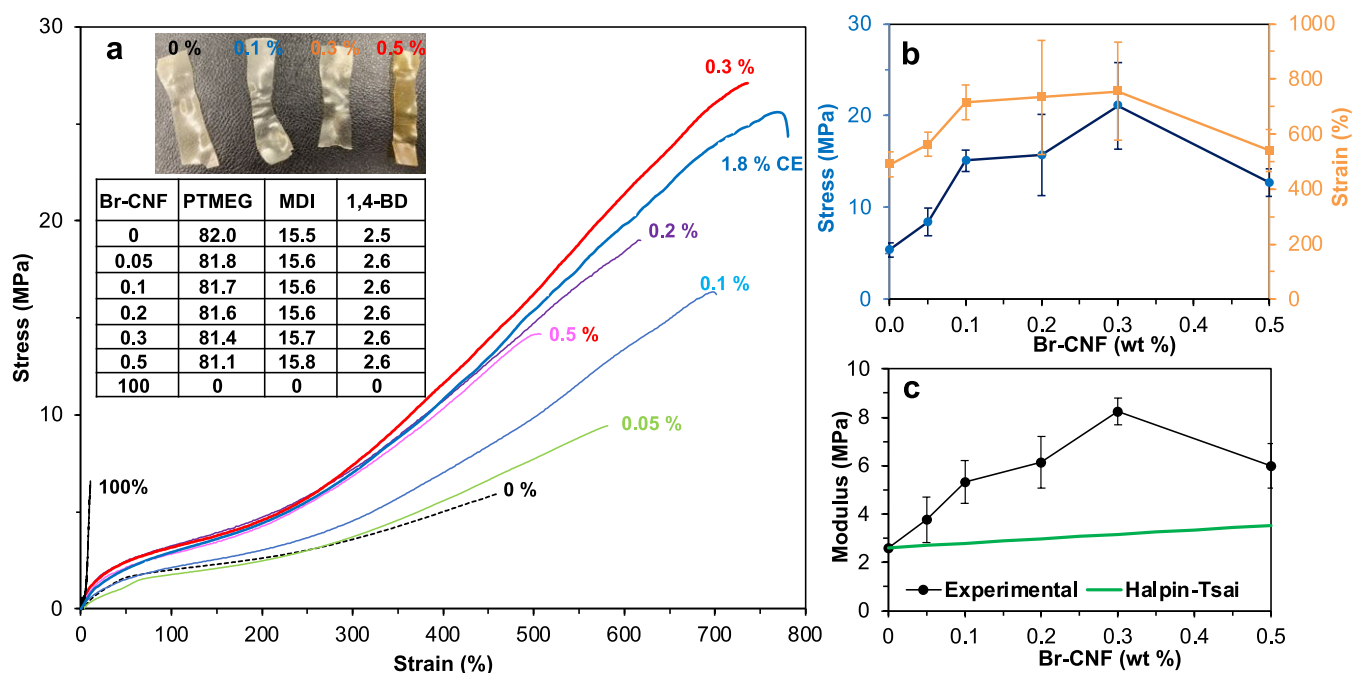 a
0 % 0.1 % 0.3 % 0.5 %
Br-CNF PTMEG MDI 1,4-BD
0 82.0 15.5 2.5
0.05 81.8 15.6 2.6
0.1 81.7 15.6 2.6
0.2 81.6 15.6 2.6
0.3 81.4 15.7 2.6
0.5 81.1 15.8 2.6
100 0 0 0
0.3 %
1.8 % CE
0.2 %
0.1 %
0.5 %
0.05 %
0 %
100%
Stress (MPa)
30
20
10
0
0 100 200 300 400 500 600 700 800
Strain (%)
b
Stress (MPa)
30
20
10
0
Strain (%)
1000
800
600
400
200
0
0.0 0.1 0.2 0.3 0.4 0.5
Br-CNF (wt %)
c
Modulus (MPa)
10
8
6
4
2
0
Experimental Halpin-Tsai
0 0.1 0.2 0.3 0.4 0.5
Br-CNF (wt %)